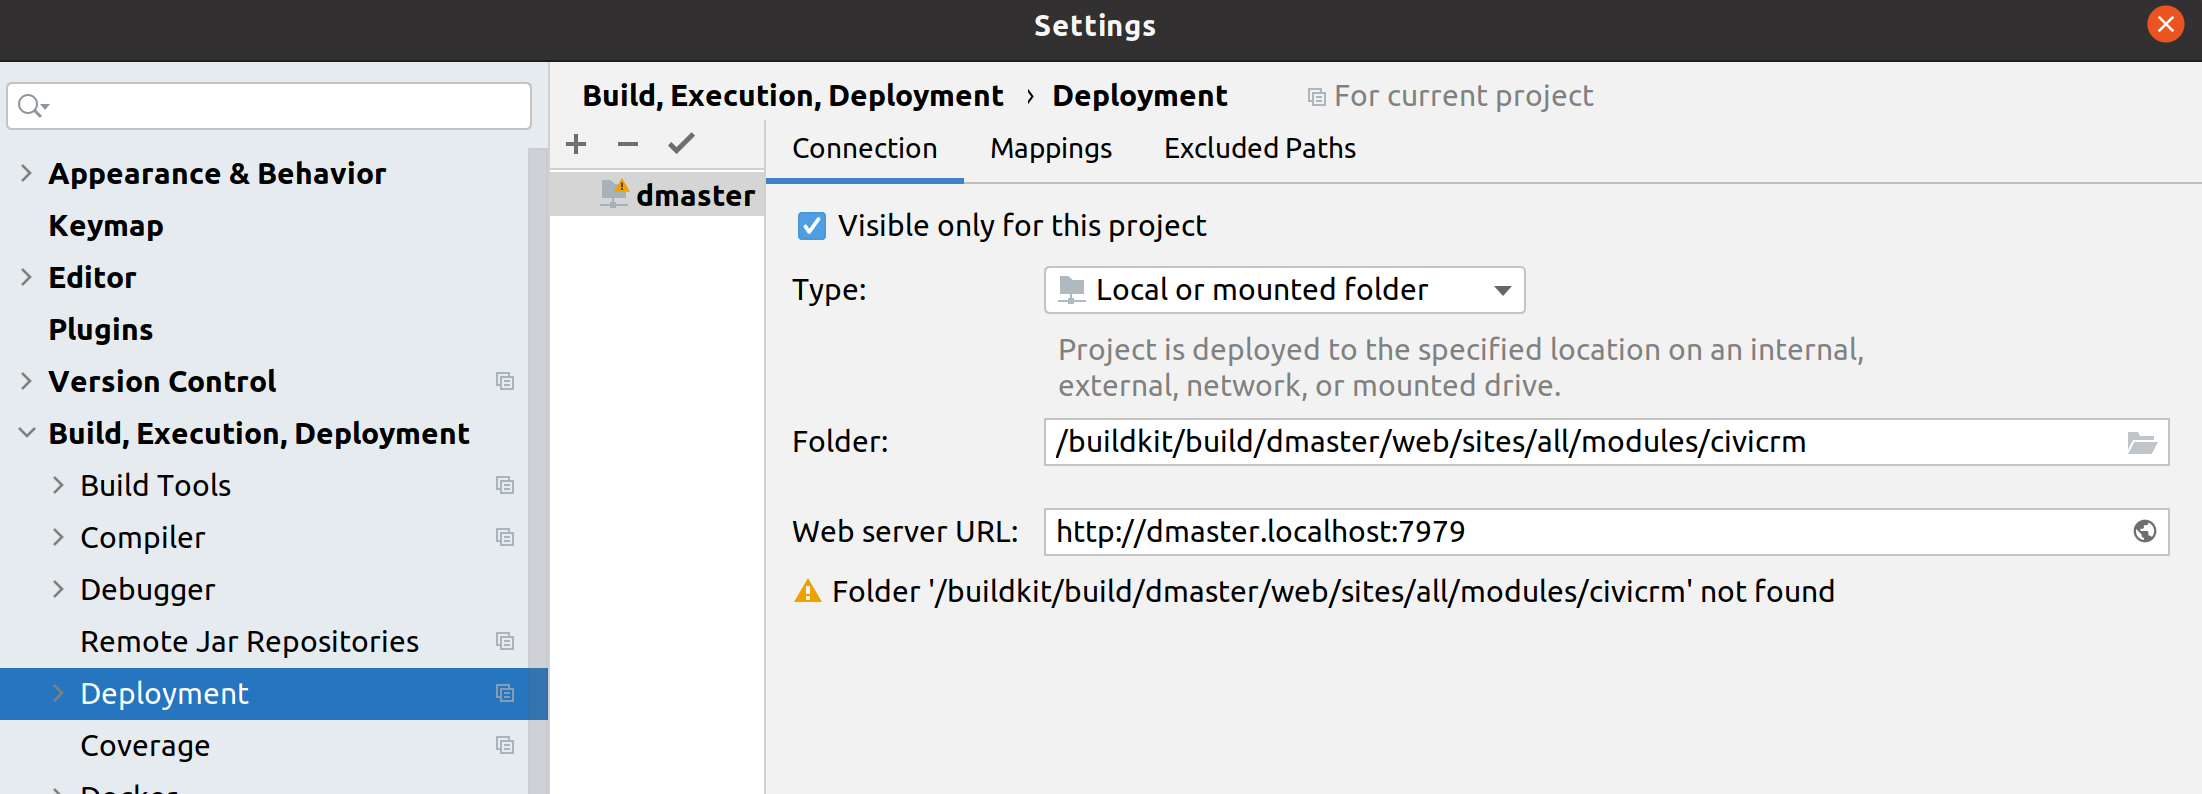 Settings
Build, Execution, Deployment › Deployment
For current project
Appearance & Behavior
Keymap
Editor
Plugins
Version Control
Build, Execution, Deployment
Build Tools
Compiler
Debugger
Remote Jar Repositories
Deployment
Coverage
Docker
dmaster
Connection
Mappings
Excluded Paths
Visible only for this project
Type:
Local or mounted folder
Project is deployed to the specified location on an internal,
external, network, or mounted drive.
Folder:
/buildkit/build/dmaster/web/sites/all/modules/civicrm
Web server URL:
http://dmaster.localhost:7979
Folder '/buildkit/build/dmaster/web/sites/all/modules/civicrm' not found